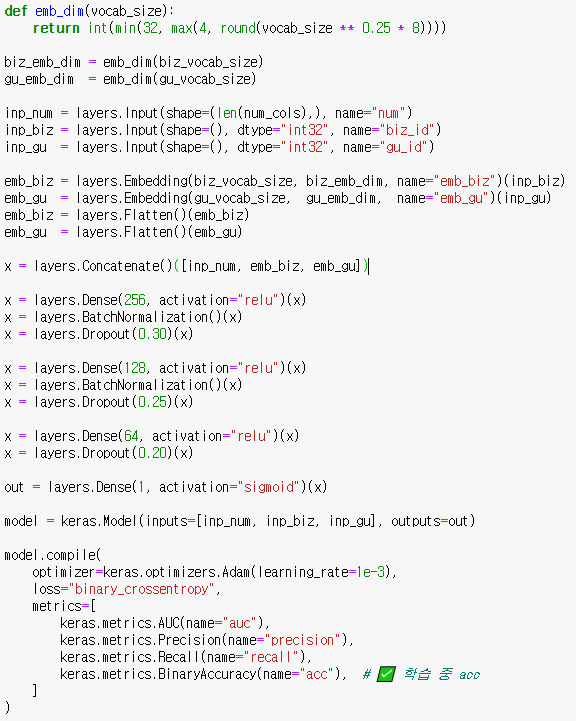 def emb_dim(vocab_size):
    return int(min(32, max(4, round(vocab_size ** 0.25 * 8))))

biz_emb_dim = emb_dim(biz_vocab_size)
gu_emb_dim  = emb_dim(gu_vocab_size)

inp_num = layers.Input(shape=(len(num_cols),), name="num")
inp_biz = layers.Input(shape=(), dtype="int32", name="biz_id")
inp_gu  = layers.Input(shape=(), dtype="int32", name="gu_id")

emb_biz = layers.Embedding(biz_vocab_size, biz_emb_dim, name="emb_biz")(inp_biz)
emb_gu  = layers.Embedding(gu_vocab_size,  gu_emb_dim,  name="emb_gu")(inp_gu)
emb_biz = layers.Flatten()(emb_biz)
emb_gu  = layers.Flatten()(emb_gu)

x = layers.Concatenate()([inp_num, emb_biz, emb_gu])

x = layers.Dense(256, activation="relu")(x)
x = layers.BatchNormalization()(x)
x = layers.Dropout(0.30)(x)

x = layers.Dense(128, activation="relu")(x)
x = layers.BatchNormalization()(x)
x = layers.Dropout(0.25)(x)

x = layers.Dense(64, activation="relu")(x)
x = layers.Dropout(0.20)(x)

out = layers.Dense(1, activation="sigmoid")(x)

model = keras.Model(inputs=[inp_num, inp_biz, inp_gu], outputs=out)

model.compile(
    optimizer=keras.optimizers.Adam(learning_rate=1e-3),
    loss="binary_crossentropy",
    metrics=[
        keras.metrics.AUC(name="auc"),
        keras.metrics.Precision(name="precision"),
        keras.metrics.Recall(name="recall"),
        keras.metrics.BinaryAccuracy(name="acc"),  # ✅ 학습 중 acc
    ]
)